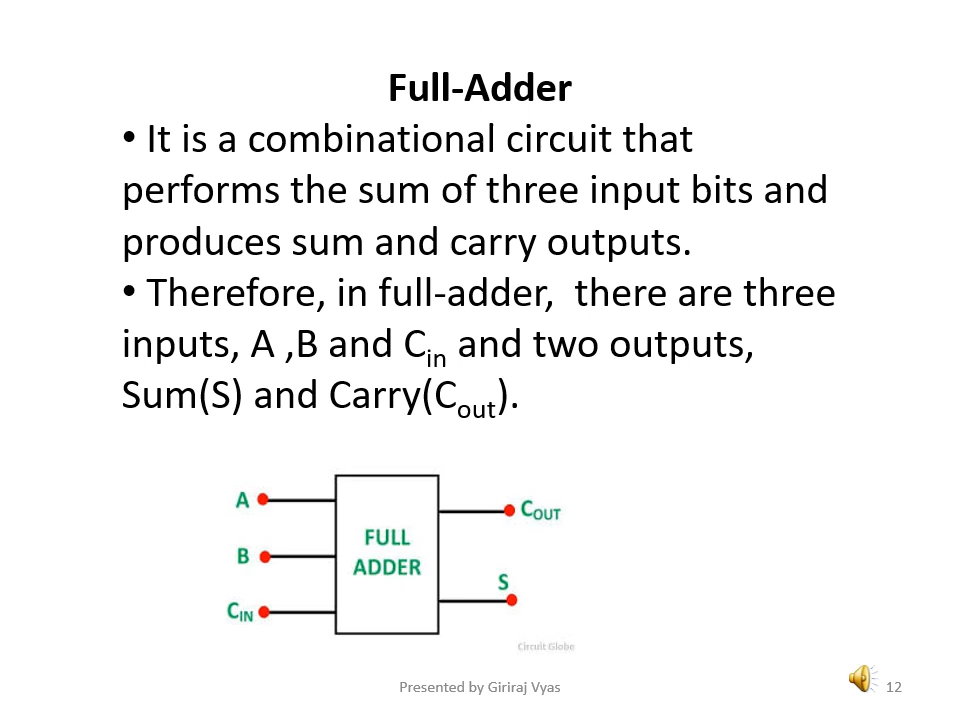 Full-Adder
• It is a combinational circuit that
performs the sum of three input bits and
produces sum and carry outputs.
• Therefore, in full-adder,  there are three
inputs, A ,B and Cin and two outputs,
Sum(S) and Carry(Cout).
A
B
CIN
FULL
ADDER
COUT
S
Circuit Globe
Presented by Giriraj Vyas
12